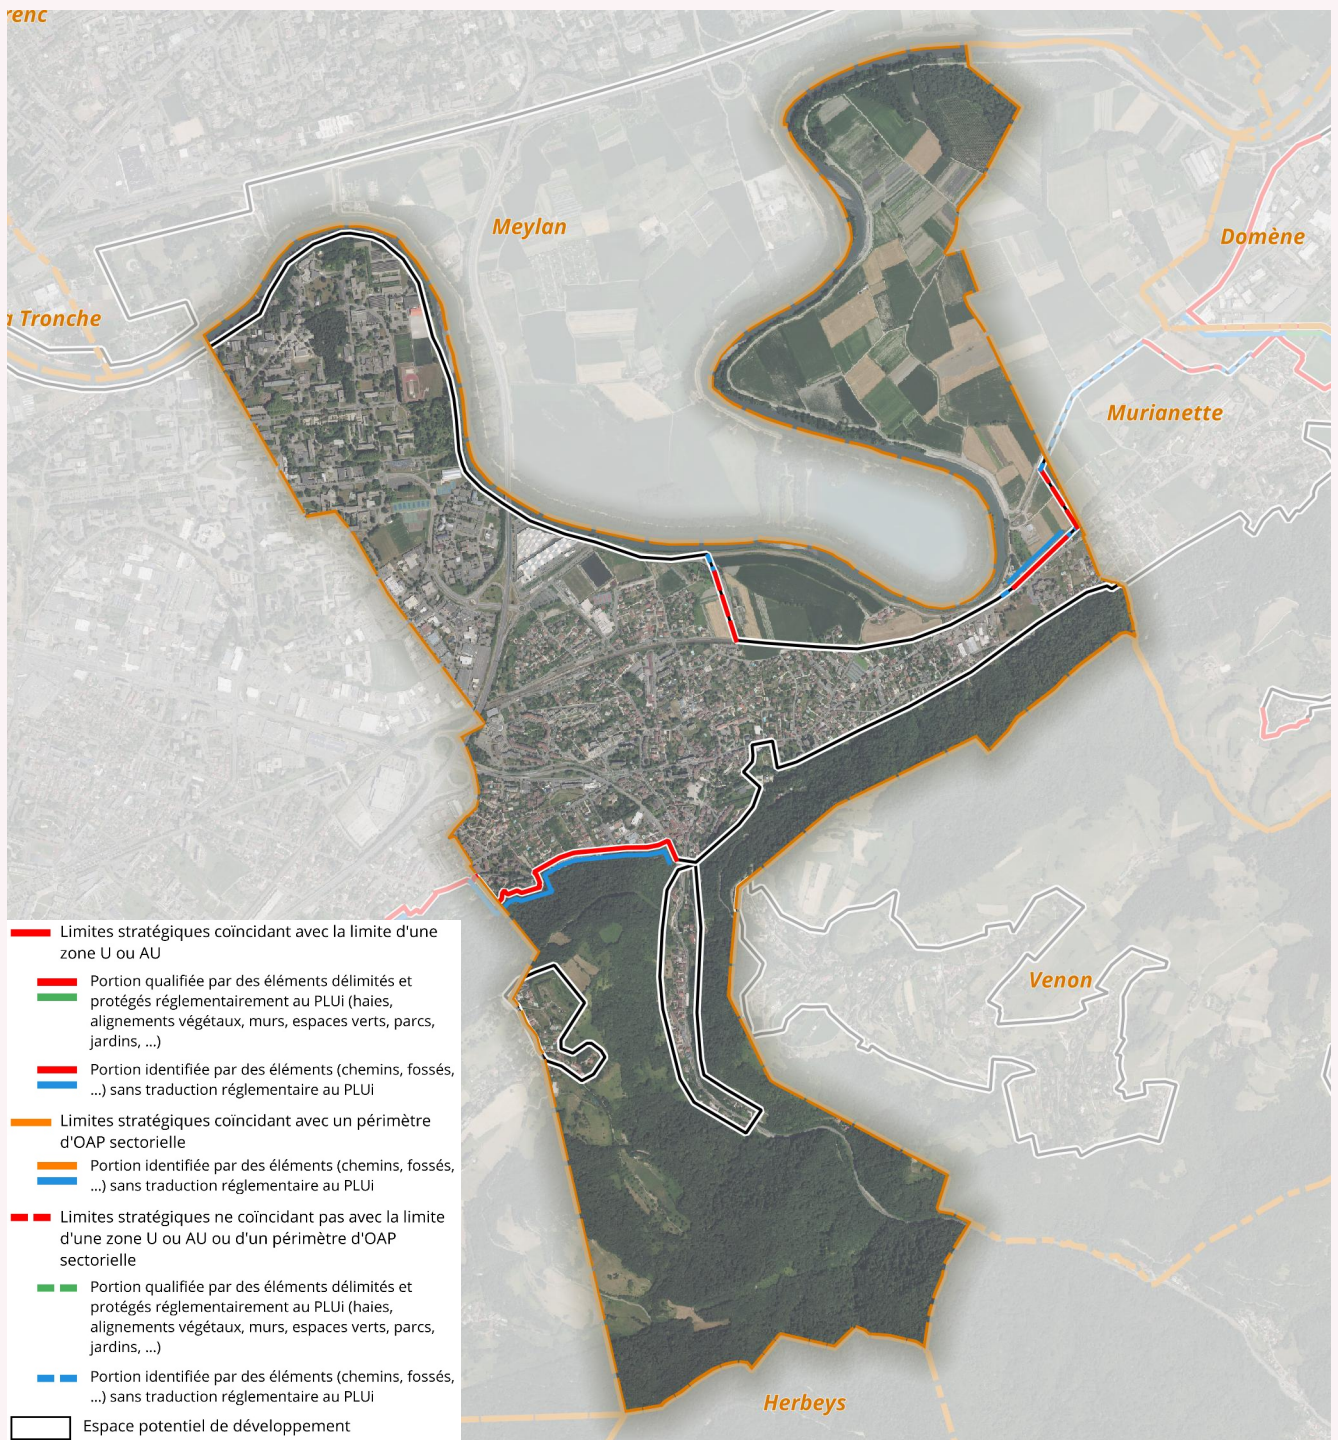 renc
Meylan
Domène
Tronche
Murianette
Venon
Herbeys
Limites stratégiques coïncidant avec la limite d'une
zone U ou AU
Portion qualifiée par des éléments délimités et
protégés réglementairement au PLUi (haies,
alignements végétaux, murs, espaces verts, parcs,
jardins, ...)
Portion identifiée par des éléments (chemins, fossés,
...) sans traduction réglementaire au PLUi
Limites stratégiques coïncidant avec un périmètre
d'OAP sectorielle
Portion identifiée par des éléments (chemins, fossés,
...) sans traduction réglementaire au PLUi
Limites stratégiques ne coïncidant pas avec la limite
d'une zone U ou AU ou d'un périmètre d'OAP
sectorielle
Portion qualifiée par des éléments délimités et
protégés réglementairement au PLUi (haies,
alignements végétaux, murs, espaces verts, parcs,
jardins, ...)
Portion identifiée par des éléments (chemins, fossés,
...) sans traduction réglementaire au PLUi
Espace potentiel de développement